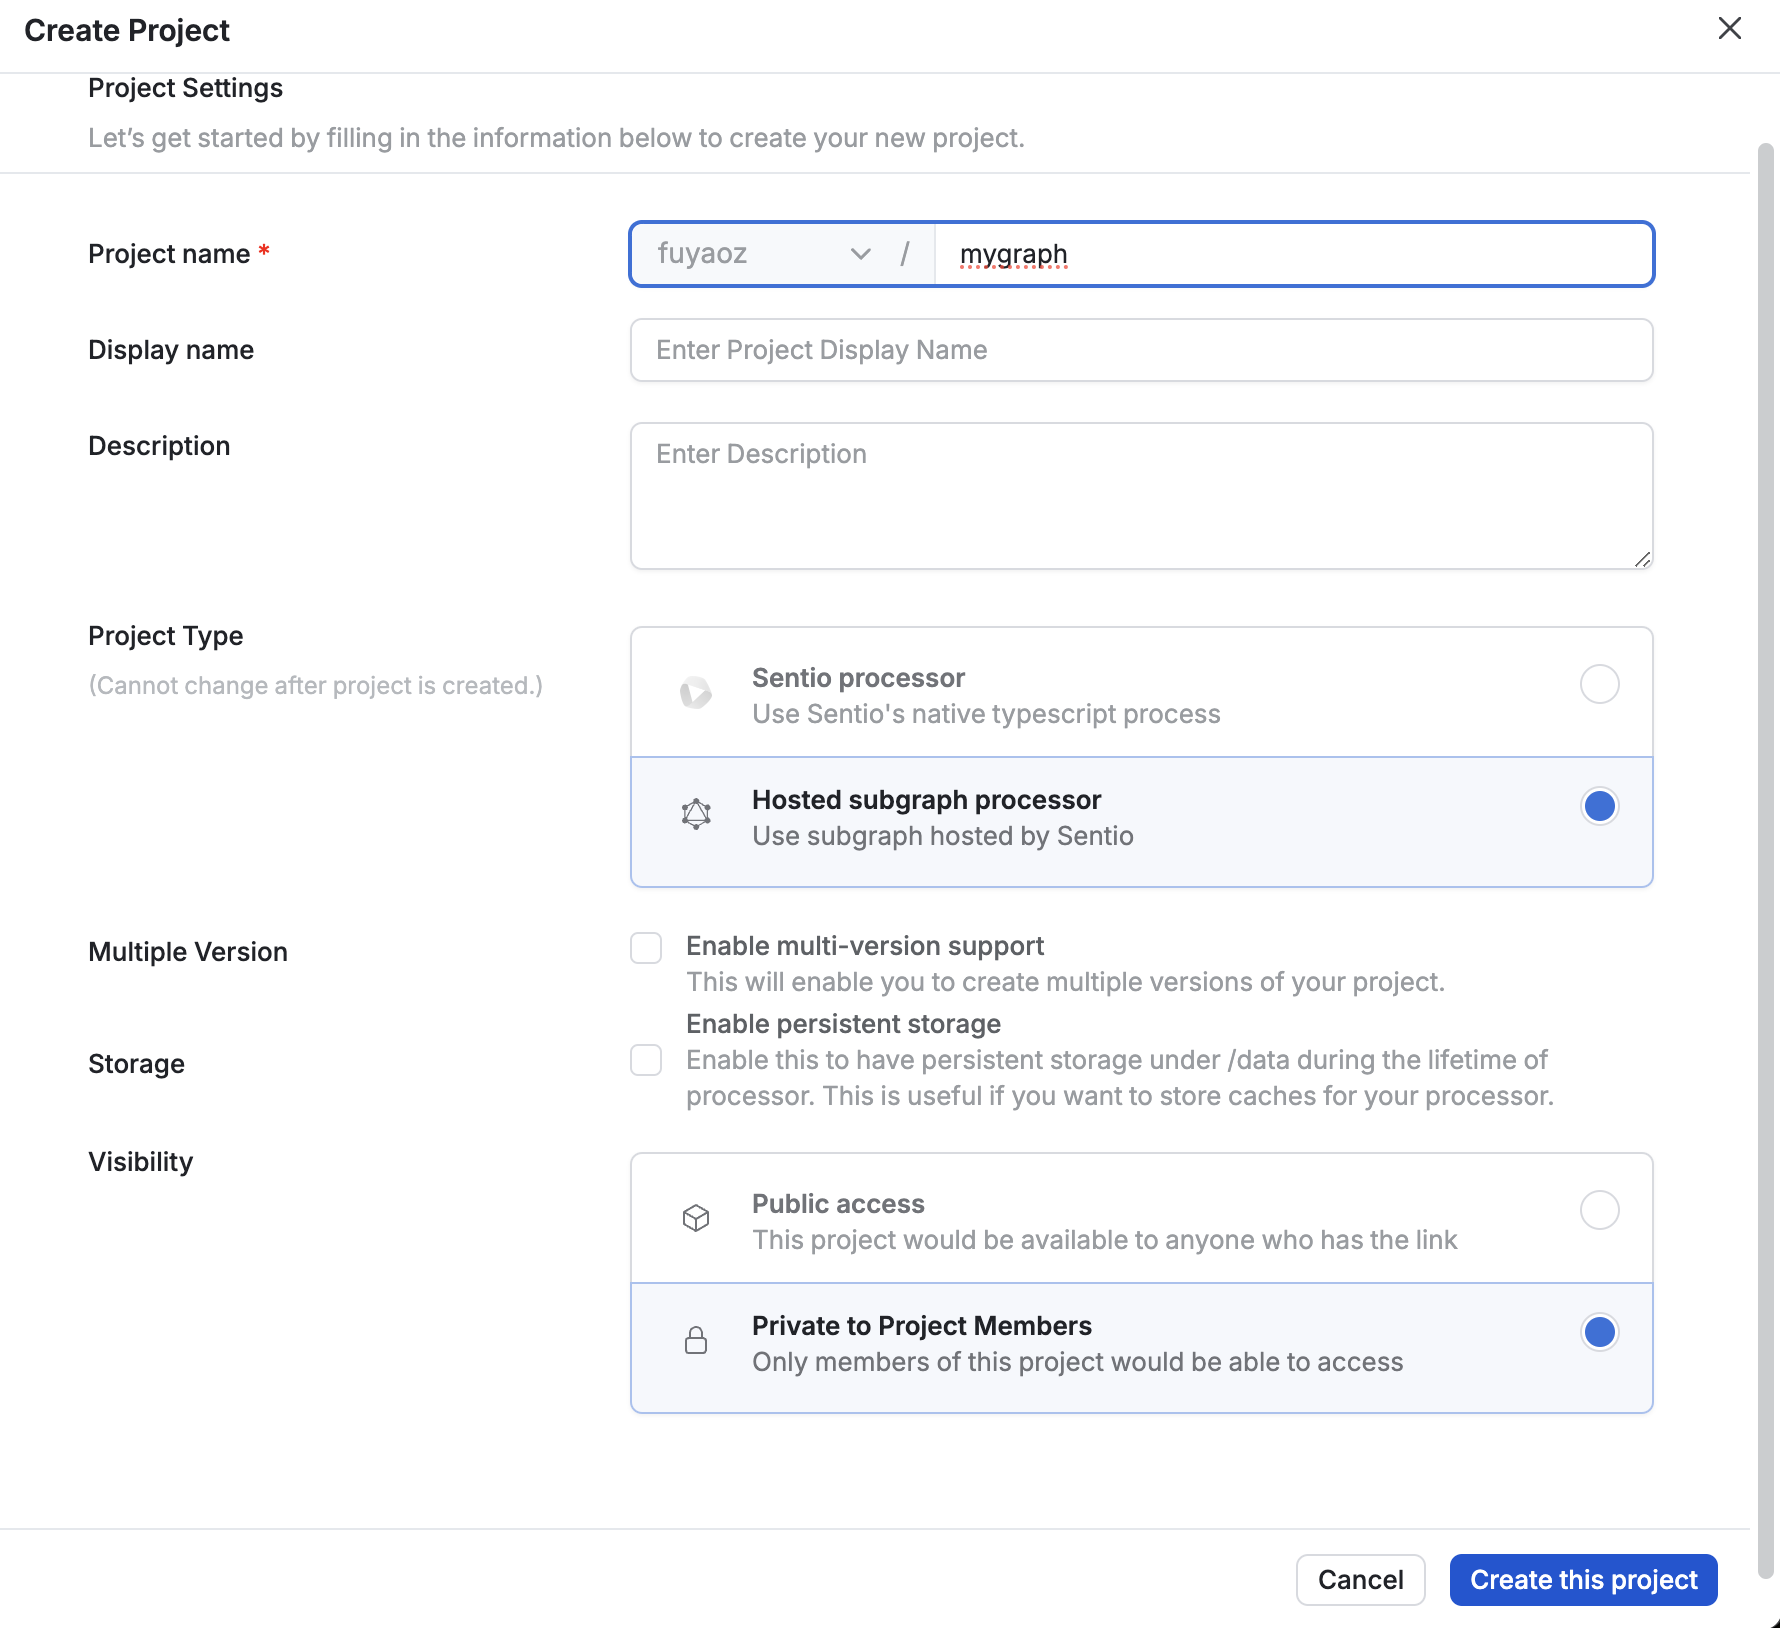 Create Project
Project Settings
Let’s get started by filling in the information below to create your new project.
Project name *
fuyaoz / mygraph
Display name
Enter Project Display Name
Description
Enter Description
Project Type
(Cannot change after project is created.)
Sentio processor
Use Sentio's native typescript process
Hosted subgraph processor
Use subgraph hosted by Sentio
Multiple Version
Enable multi-version support
This will enable you to create multiple versions of your project.
Storage
Enable persistent storage
Enable this to have persistent storage under /data during the lifetime of
processor. This is useful if you want to store caches for your processor.
Visibility
Public access
This project would be available to anyone who has the link
Private to Project Members
Only members of this project would be able to access
Cancel
Create this project